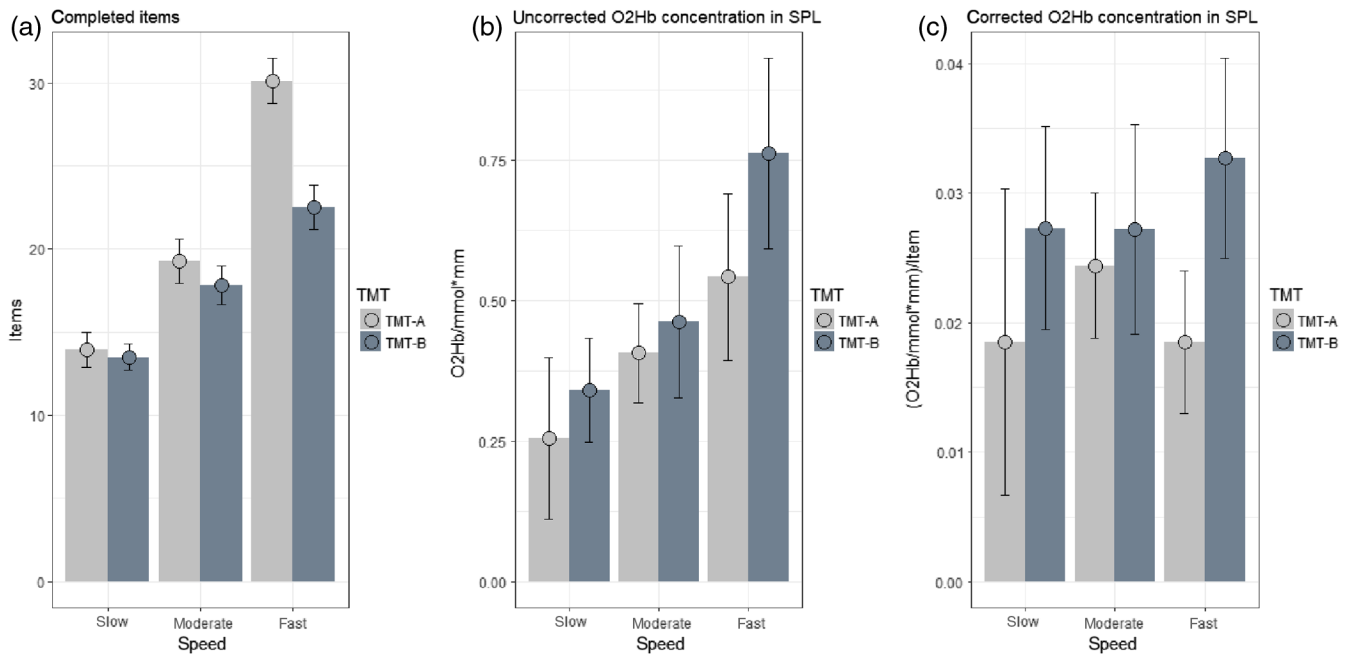 (a) Completed items
30
20
10
0
Items
Slow Moderate Fast
Speed
TMT
TMT-A
TMT-B
(b) Uncorrected O2Hb concentration in SPL
0.75
0.50
0.25
0.00
O2Hb/mmol*mm
Slow Moderate Fast
Speed
TMT
TMT-A
TMT-B
(c) Corrected O2Hb concentration in SPL
0.04
0.03
0.02
0.01
0.00
(O2Hb/mmol*mm)/Item
Slow Moderate Fast
Speed
TMT
TMT-A
TMT-B